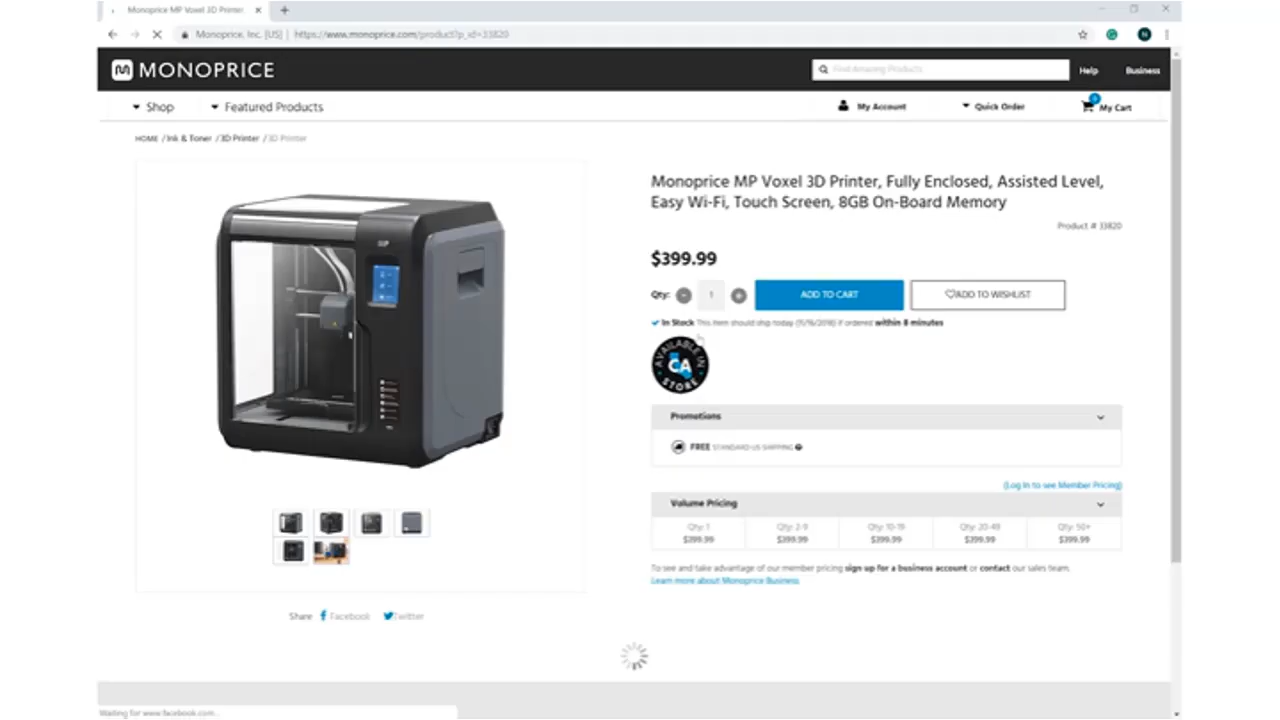 Monoprice MP Voxel 3D Printer,
Monoprice, Inc. [US] | https://www.monoprice.com/product?p_id=33820
MONOPRICE
Find Amazing Products
Help
Business
Shop
Featured Products
My Account
Quick Order
My Cart
HOME / Ink & Toner / 3D Printer / 3D Printer
Monoprice MP Voxel 3D Printer, Fully Enclosed, Assisted Level,
Easy Wi-Fi, Touch Screen, 8GB On-Board Memory
Product # 33820
$399.99
Qty: 1
ADD TO CART
ADD TO WISHLIST
In Stock This item should ship today (11/16/2018) if ordered within 8 minutes
AVAILABLE IN
CA
STORE
Promotions
FREE STANDARD US SHIPPING
(Log In to see Member Pricing)
Volume Pricing
Qty: 1 Qty: 2-9 Qty: 10-19 Qty: 20-49 Qty: 50+
$399.99 $399.99 $399.99 $399.99 $399.99
To see and take advantage of our member pricing sign up for a business account or contact our sales team.
Learn more about Monoprice Business
Share Facebook Twitter
Waiting for www.facebook.com...